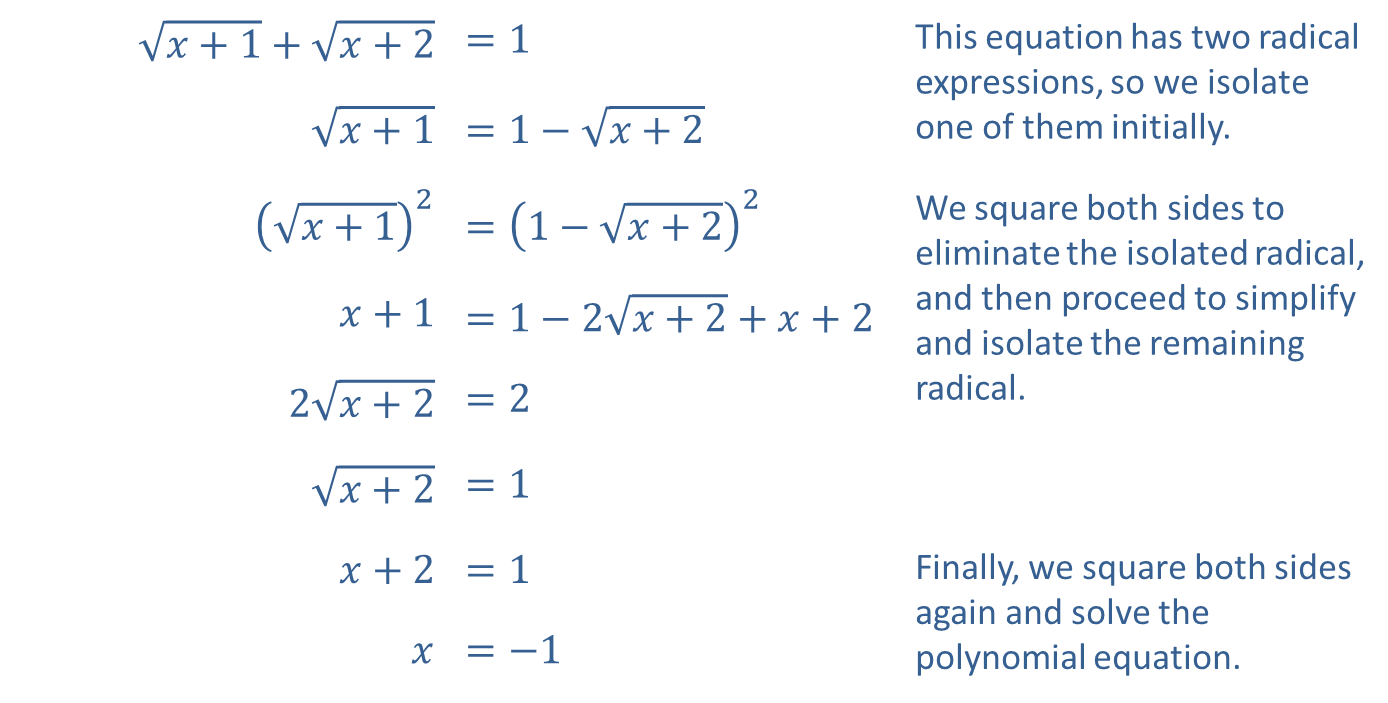 √(x + 1) + √(x + 2) = 1
This equation has two radical
expressions, so we isolate
one of them initially.
√(x + 1) = 1 − √(x + 2)
(√(x + 1))² = (1 − √(x + 2))²
We square both sides to
eliminate the isolated radical,
and then proceed to simplify
and isolate the remaining
radical.
x + 1 = 1 − 2√(x + 2) + x + 2
2√(x + 2) = 2
√(x + 2) = 1
x + 2 = 1
Finally, we square both sides
again and solve the
polynomial equation.
x = −1